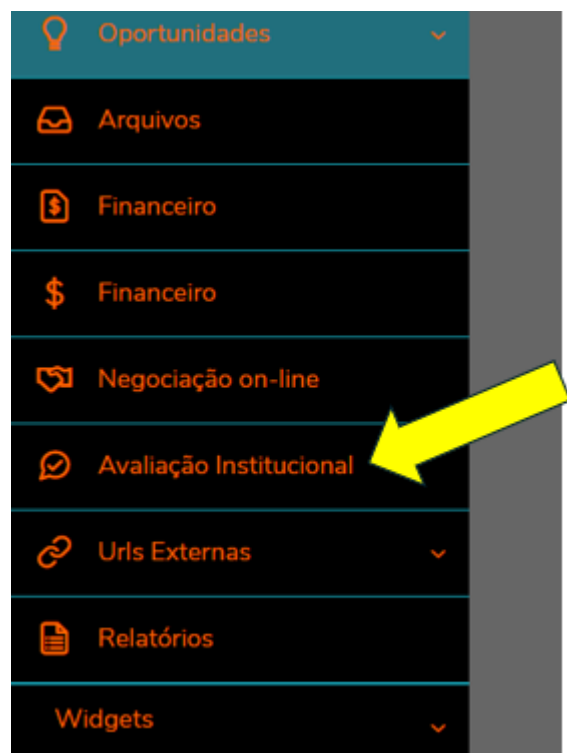 Oportunidades
Arquivos
Financeiro
Financeiro
Negociação on-line
Avaliação Institucional
Urls Externas
Relatórios
Widgets